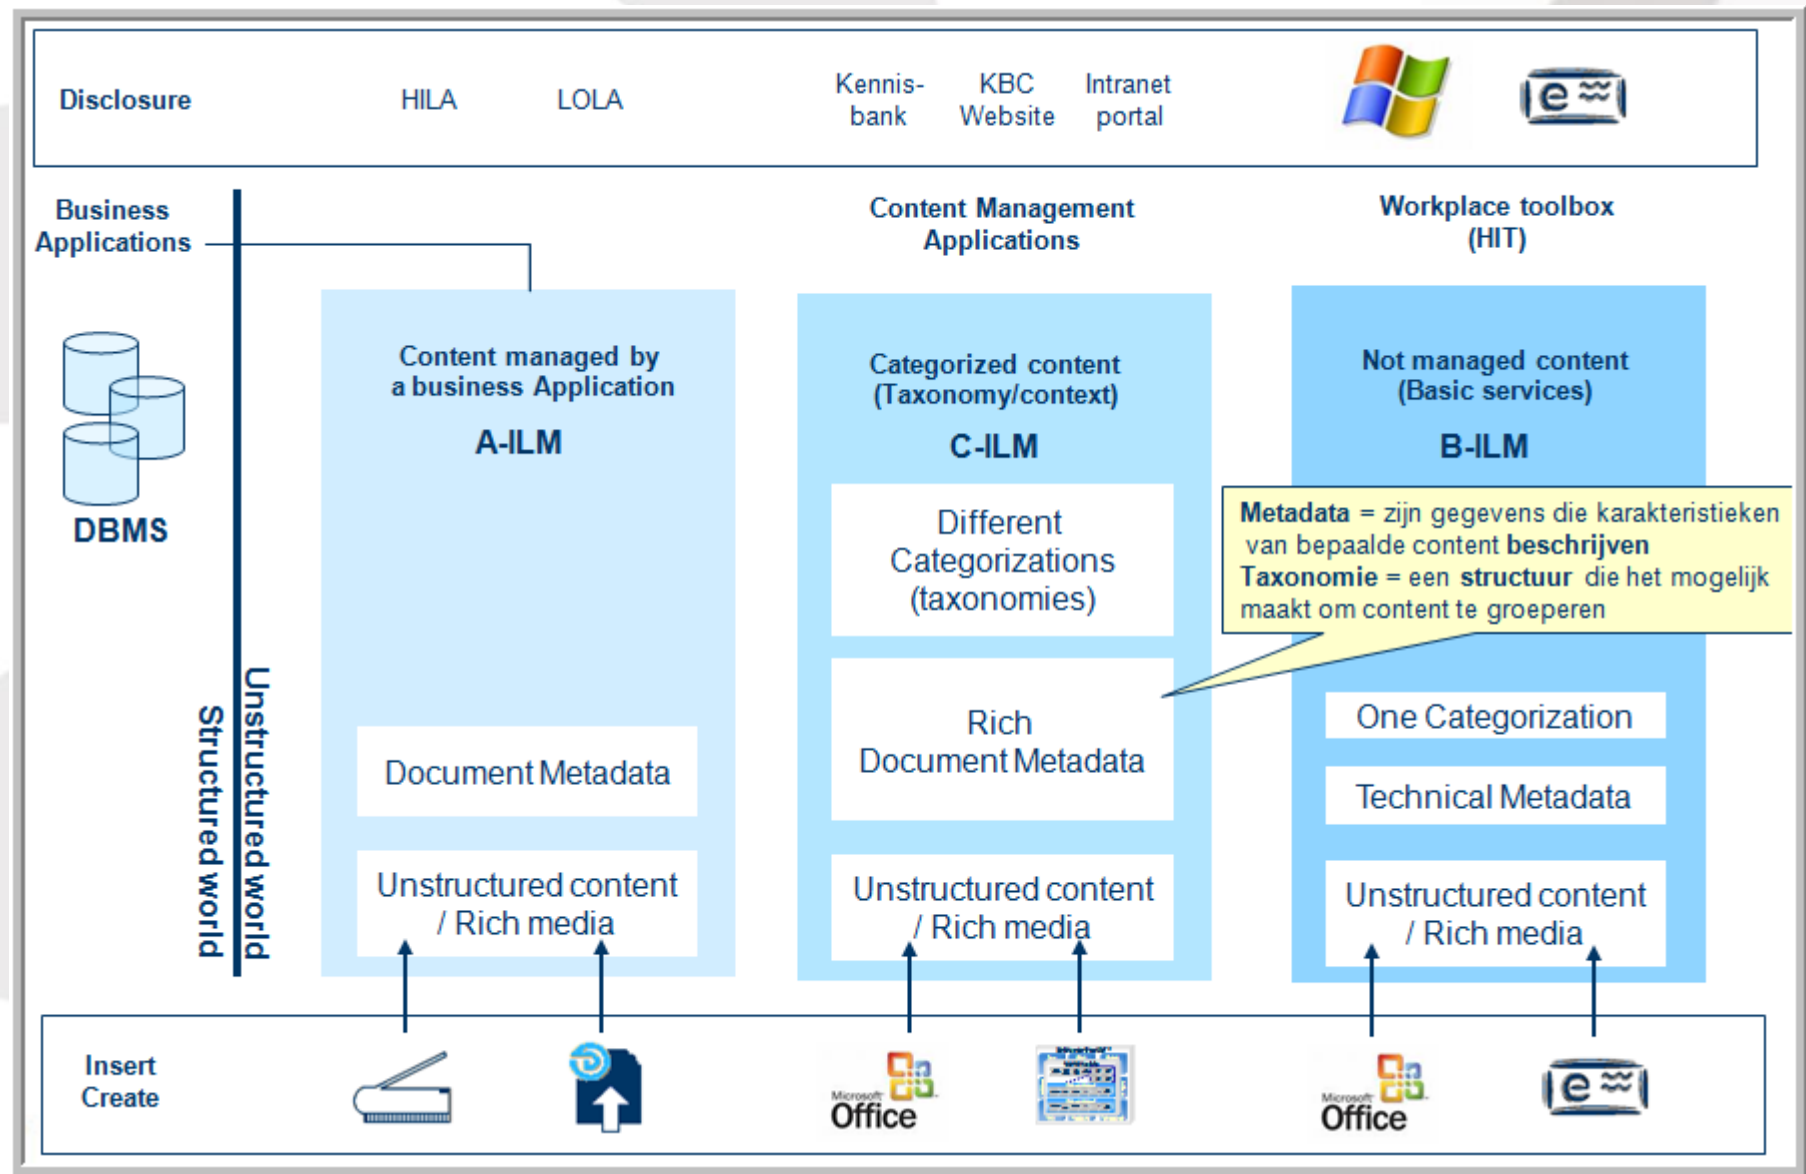 Disclosure
HILA
LOLA
Kennis-
bank
KBC
Website
Intranet
portal
Business
Applications
Content Management
Applications
Workplace toolbox
(HIT)
DBMS
Structured world
Unstructured world
Content managed by
a business Application
A-ILM
Document Metadata
Unstructured content
/ Rich media
Categorized content
(Taxonomy/context)
C-ILM
Different
Categorizations
(taxonomies)
Rich
Document Metadata
Unstructured content
/ Rich media
Not managed content
(Basic services)
B-ILM
Metadata = zijn gegevens die karakteristieken
van bepaalde content beschrijven
Taxonomie = een structuur die het mogelijk
maakt om content te groeperen
One Categorization
Technical Metadata
Unstructured content
/ Rich media
Insert
Create
Microsoft
Office
Microsoft
Office
e
e